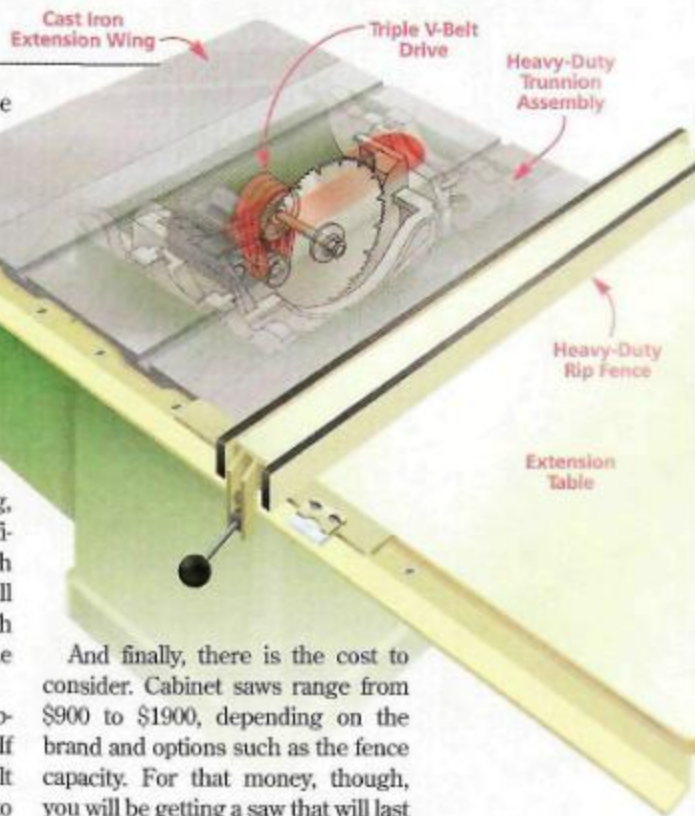 Cast Iron
Extension Wing
Triple V-Belt
Drive
Heavy-Duty
Trunnion
Assembly
Heavy-Duty
Rip Fence
Extension
Table
And finally, there is the cost to
consider. Cabinet saws range from
$900 to $1900, depending on the
brand and options such as the fence
capacity. For that money, though,
you will be getting a saw that will last